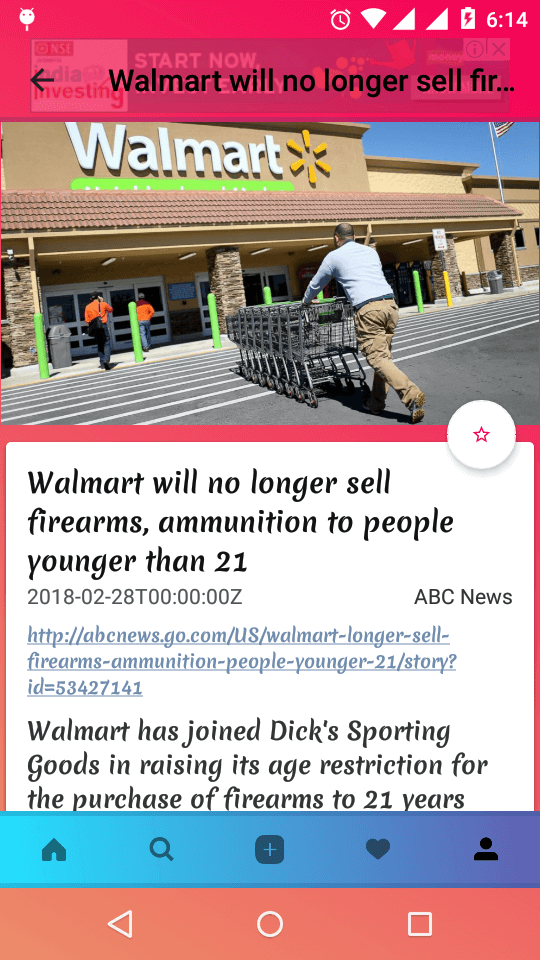 6:14
NSE
india
investing
START NOW,
money
Walmart will no longer sell fir...
Walmart
Walmart will no longer sell
firearms, ammunition to people
younger than 21
2018-02-28T00:00:00Z ABC News
http://abcnews.go.com/US/walmart-longer-sell-
firearms-ammunition-people-younger-21/story?
id=53427141
Walmart has joined Dick's Sporting
Goods in raising its age restriction for
the purchase of firearms to 21 years